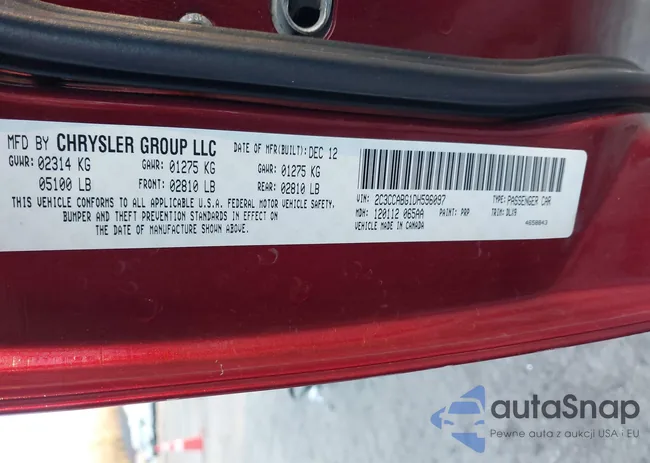 MFD BY CHRYSLER GROUP LLC DATE OF MFR(BUILT): DEC 12
GVWR: 02314 KG GAWR: 01275 KG GAWR: 01275 KG
05100 LB FRONT: 02810 LB REAR: 02810 LB
THIS VEHICLE CONFORMS TO ALL APPLICABLE U.S.A. FEDERAL MOTOR VEHICLE SAFETY,
BUMPER AND THEFT PREVENTION STANDARDS IN EFFECT ON
THE DATE OF MANUFACTURE SHOWN ABOVE.
VIN: 2C3CCABG1DH596097 TYPE: PASSENGER CAR
MDH: 120112 065AA PAINT: PRP TRIM: DLV9
VEHICLE MADE IN CANADA 4658843
autaSnap
Pewne auta z aukcji USA - EU